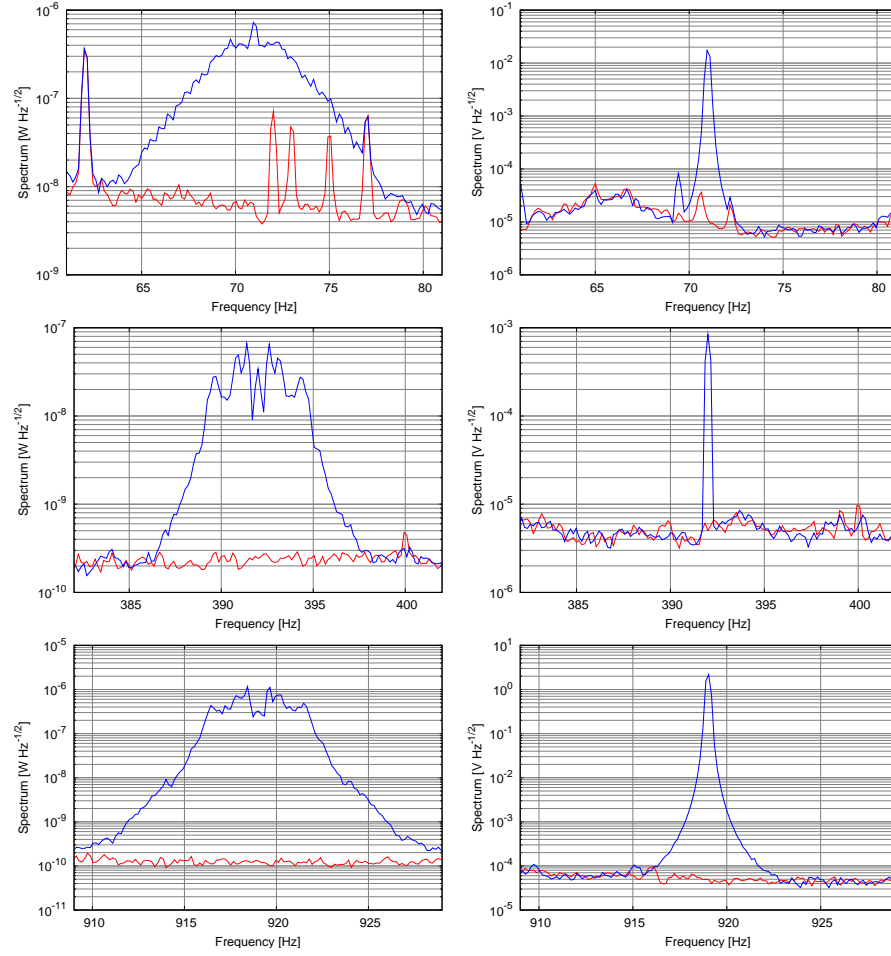 10^-6
10^-7
10^-8
10^-9
Spectrum [W Hz^-1/2]
65 70 75 80
Frequency [Hz]
10^-1
10^-2
10^-3
10^-4
10^-5
10^-6
Spectrum [V Hz^-1/2]
65 70 75 80
Frequency [Hz]
10^-7
10^-8
10^-9
10^-10
Spectrum [W Hz^-1/2]
385 390 395 400
Frequency [Hz]
10^-3
10^-4
10^-5
10^-6
Spectrum [V Hz^-1/2]
385 390 395 400
Frequency [Hz]
10^-5
10^-6
10^-7
10^-8
10^-9
10^-10
10^-11
Spectrum [W Hz^-1/2]
910 915 920 925
Frequency [Hz]
10^1
10^0
10^-1
10^-2
10^-3
10^-4
10^-5
Spectrum [V Hz^-1/2]
910 915 920 925
Frequency [Hz]